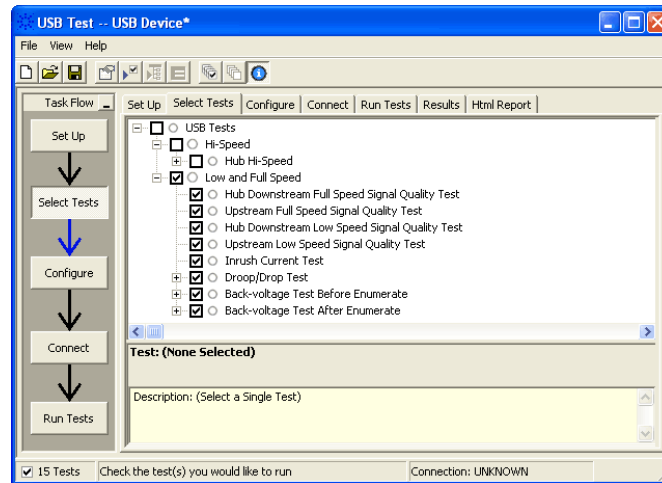 USB Test -- USB Device*
File View Help
Task Flow
Set Up
Select Tests
Configure
Connect
Run Tests
Set Up Select Tests Configure Connect Run Tests Results Html Report
USB Tests
Hi-Speed
Hub Hi-Speed
Low and Full Speed
Hub Downstream Full Speed Signal Quality Test
Upstream Full Speed Signal Quality Test
Hub Downstream Low Speed Signal Quality Test
Upstream Low Speed Signal Quality Test
Inrush Current Test
Droop/Drop Test
Back-voltage Test Before Enumerate
Back-voltage Test After Enumerate
Test: (None Selected)
Description: (Select a Single Test)
15 Tests Check the test(s) you would like to run Connection: UNKNOWN